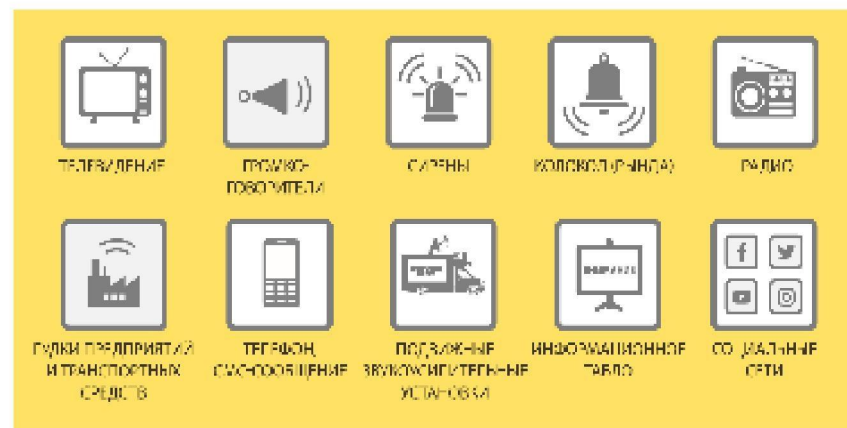 ТЕЛЕВИДЕНИЕ
ГРОМКО-
ГОВОРИТЕЛИ
СИРЕНЫ
КОЛОКОЛ (РЫНДА)
РАДИО
ГУДКИ ПРЕДПРИЯТИЙ
И ТРАНСПОРТНЫХ
СРЕДСТВ
ТЕЛЕФОН,
СМС-СООБЩЕНИЕ
ПОДВИЖНЫЕ
ЗВУКОУСИЛИТЕЛЬНЫЕ
УСТАНОВКИ
ВНИМАНИЕ
ИНФОРМАЦИОННОЕ
ТАБЛО
СОЦИАЛЬНЫЕ
СЕТИ